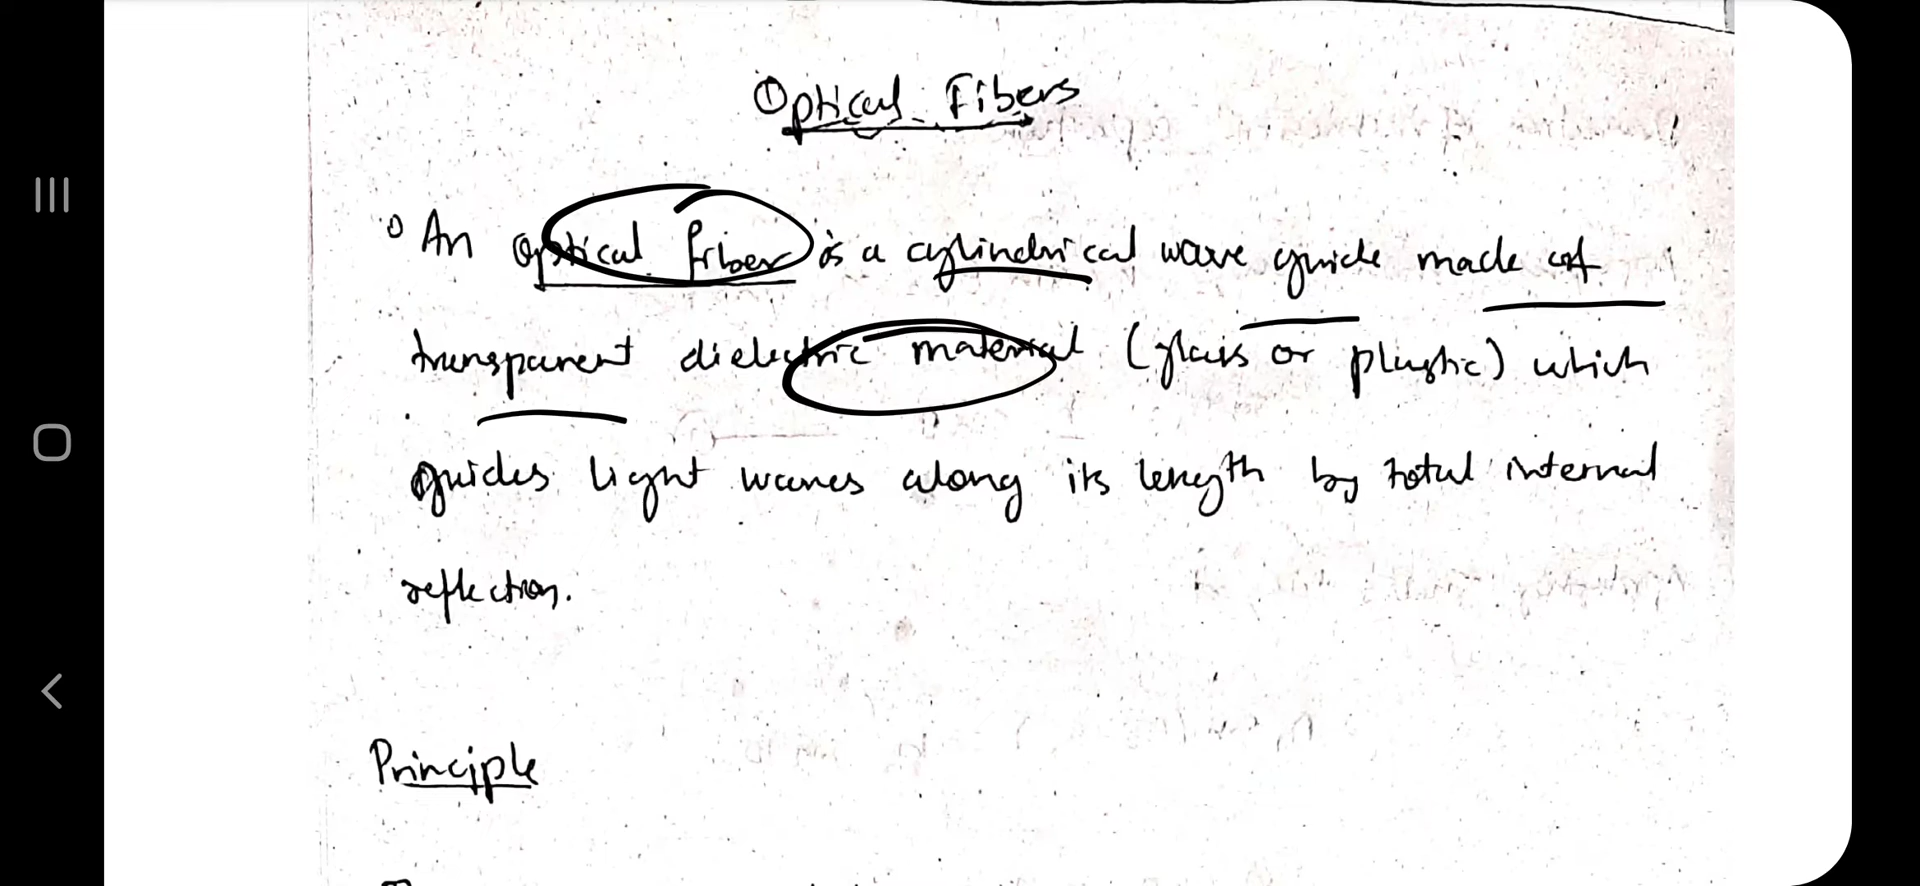 Optical Fibers
An optical fiber is a cylindrical wave guide made of
transparent dielectric material (glass or plastic) which
guides light waves along its length by total internal
reflection.
Principle